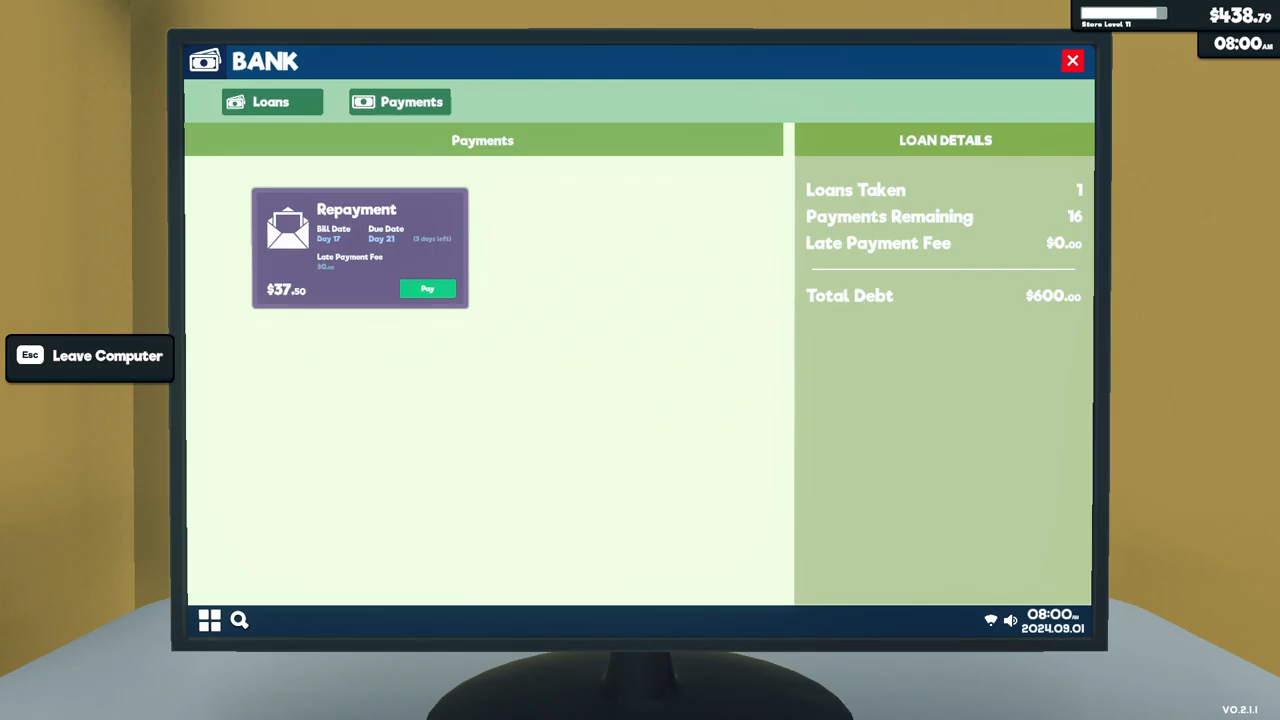 $438.79
Store Level 11
08:00AM
BANK
Loans
Payments
Payments
LOAN DETAILS
Repayment
Bill Date
Due Date
Day 17
Day 21
(3 days left)
Late Payment Fee
$0.00
$37.50
Pay
Loans Taken
1
Payments Remaining
16
Late Payment Fee
$0.00
Total Debt
$600.00
Esc
Leave Computer
08:00AM
2024.09.01
V0.2.1.1